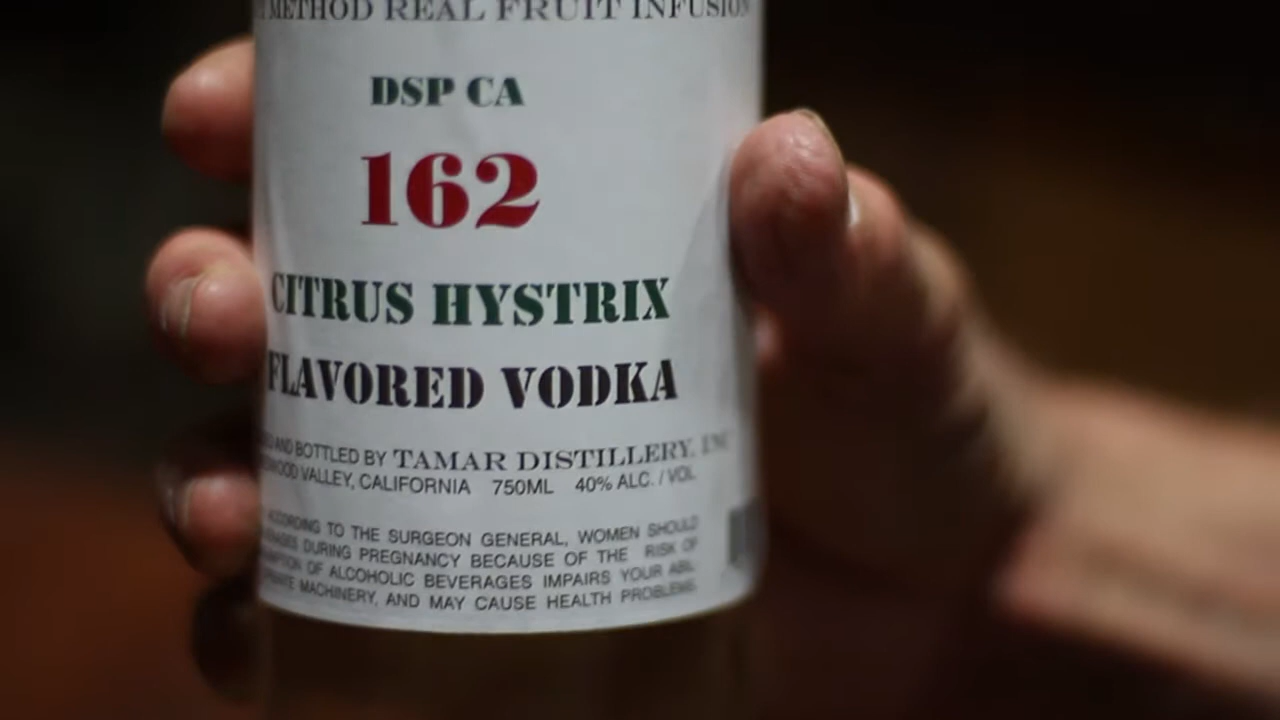 METHOD REAL FRUIT INFUSION
DSP CA
162
CITRUS HYSTRIX
FLAVORED VODKA
AND BOTTLED BY TAMAR DISTILLERY, INC
VALLEY, CALIFORNIA 750ML 40% ALC. / VOL
ACCORDING TO THE SURGEON GENERAL, WOMEN SHOULD
DURING PREGNANCY BECAUSE OF THE RISK OF
OF ALCOHOLIC BEVERAGES IMPAIRS YOUR ABIL
MACHINERY, AND MAY CAUSE HEALTH PROBLEMS